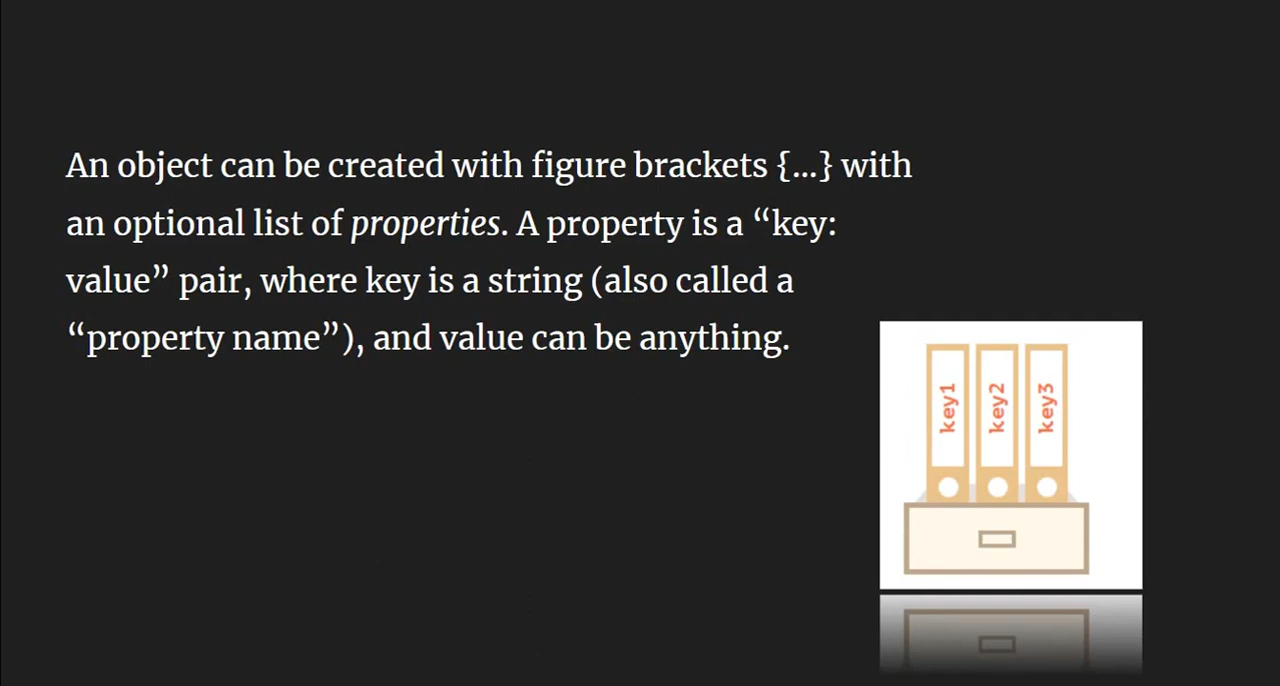 An object can be created with figure brackets {…} with
an optional list of properties. A property is a “key:
value” pair, where key is a string (also called a
“property name”), and value can be anything.
key1
key2
key3